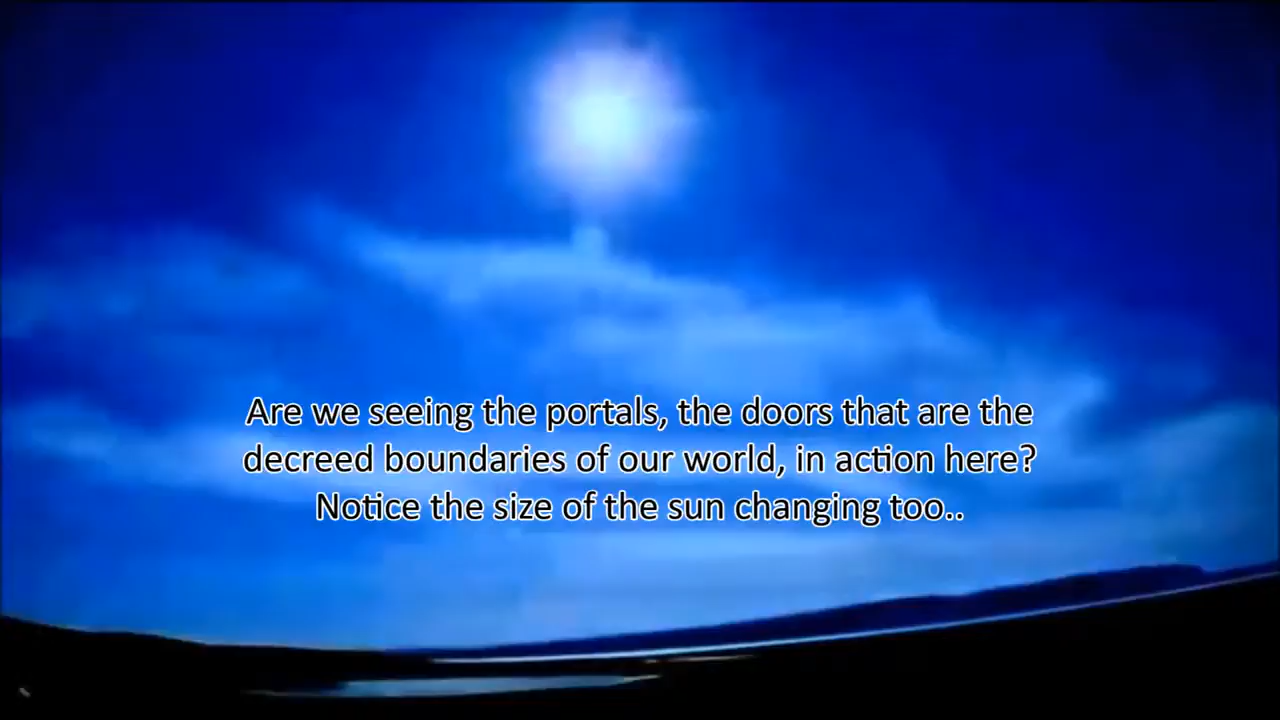 Are we seeing the portals, the doors that are the
decreed boundaries of our world, in action here?
Notice the size of the sun changing too..